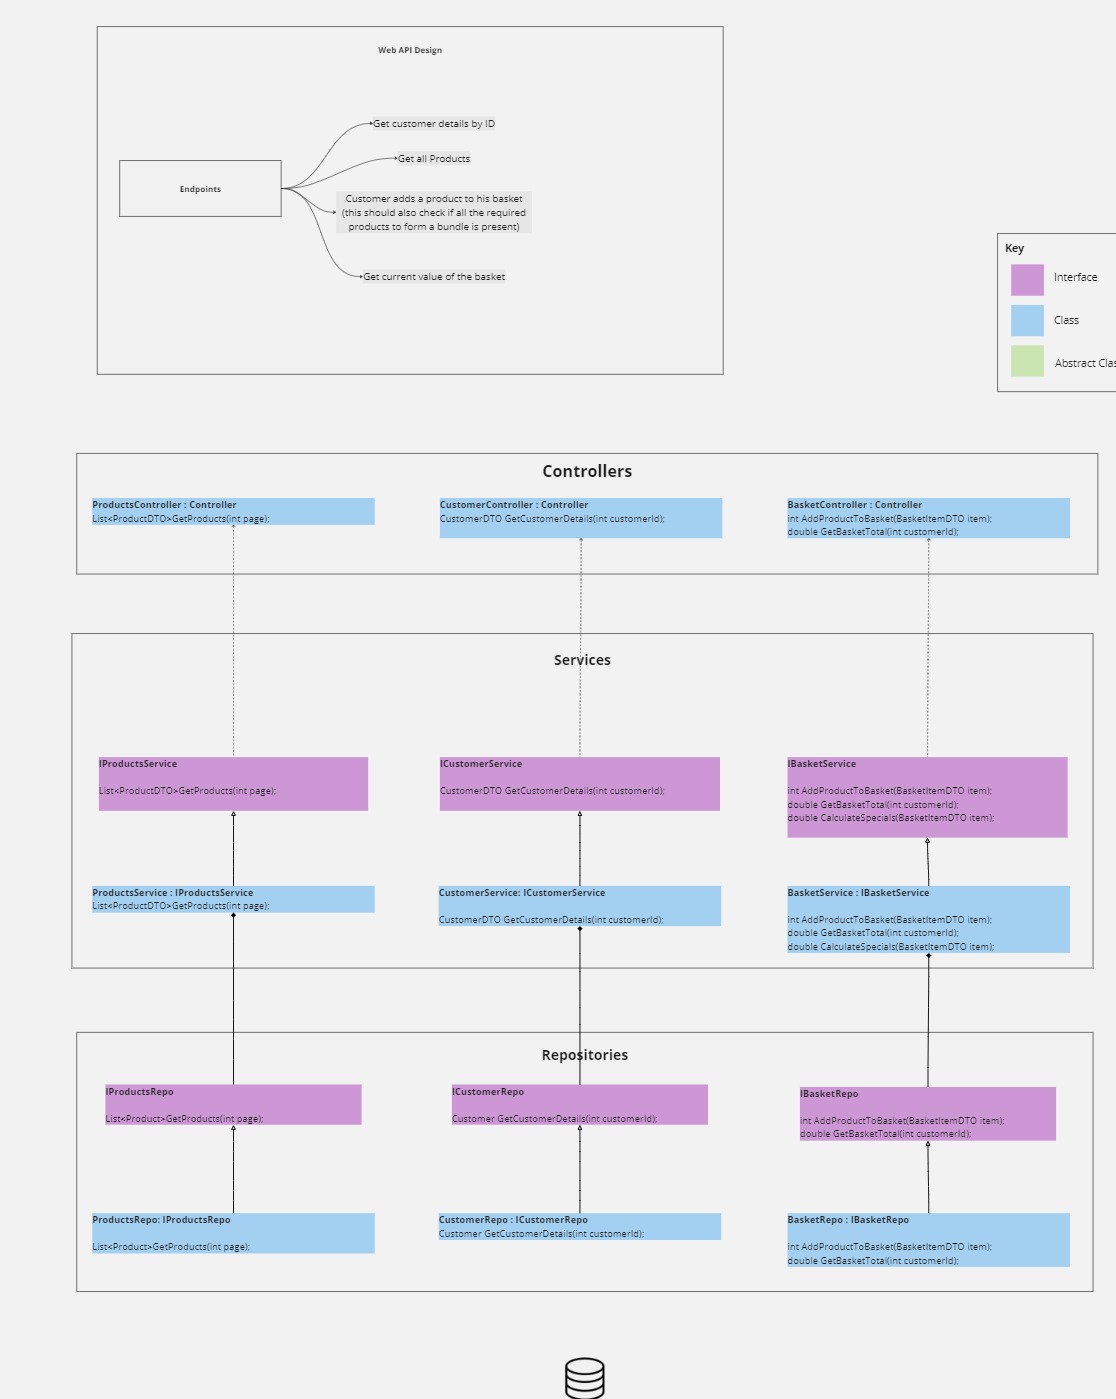 Web API Design
Get customer details by ID
Get all Products
Endpoints
Customer adds a product to his basket
(this should also check if all the required
products to form a bundle is present)
Get current value of the basket
Key
Interface
Class
Abstract Clas
Controllers
ProductsController : Controller
List<ProductDTO>GetProducts(int page);
CustomerController : Controller
CustomerDTO GetCustomerDetails(int customerId);
BasketController : Controller
int AddProductToBasket(BasketItemDTO item);
double GetBasketTotal(int customerId);
Services
IProductsService
List<ProductDTO>GetProducts(int page);
ICustomerService
CustomerDTO GetCustomerDetails(int customerId);
IBasketService
int AddProductToBasket(BasketItemDTO item);
double GetBasketTotal(int customerId);
double CalculateSpecials(BasketItemDTO item);
ProductsService : IProductsService
List<ProductDTO>GetProducts(int page);
CustomerService: ICustomerService
CustomerDTO GetCustomerDetails(int customerId);
BasketService : IBasketService
int AddProductToBasket(BasketItemDTO item);
double GetBasketTotal(int customerId);
double CalculateSpecials(BasketItemDTO item);
Repositories
IProductsRepo
List<Product>GetProducts(int page);
ICustomerRepo
Customer GetCustomerDetails(int customerId);
IBasketRepo
int AddProductToBasket(BasketItemDTO item);
double GetBasketTotal(int customerId);
ProductsRepo: IProductsRepo
List<Product>GetProducts(int page);
CustomerRepo : ICustomerRepo
Customer GetCustomerDetails(int customerId);
BasketRepo : IBasketRepo
int AddProductToBasket(BasketItemDTO item);
double GetBasketTotal(int customerId);